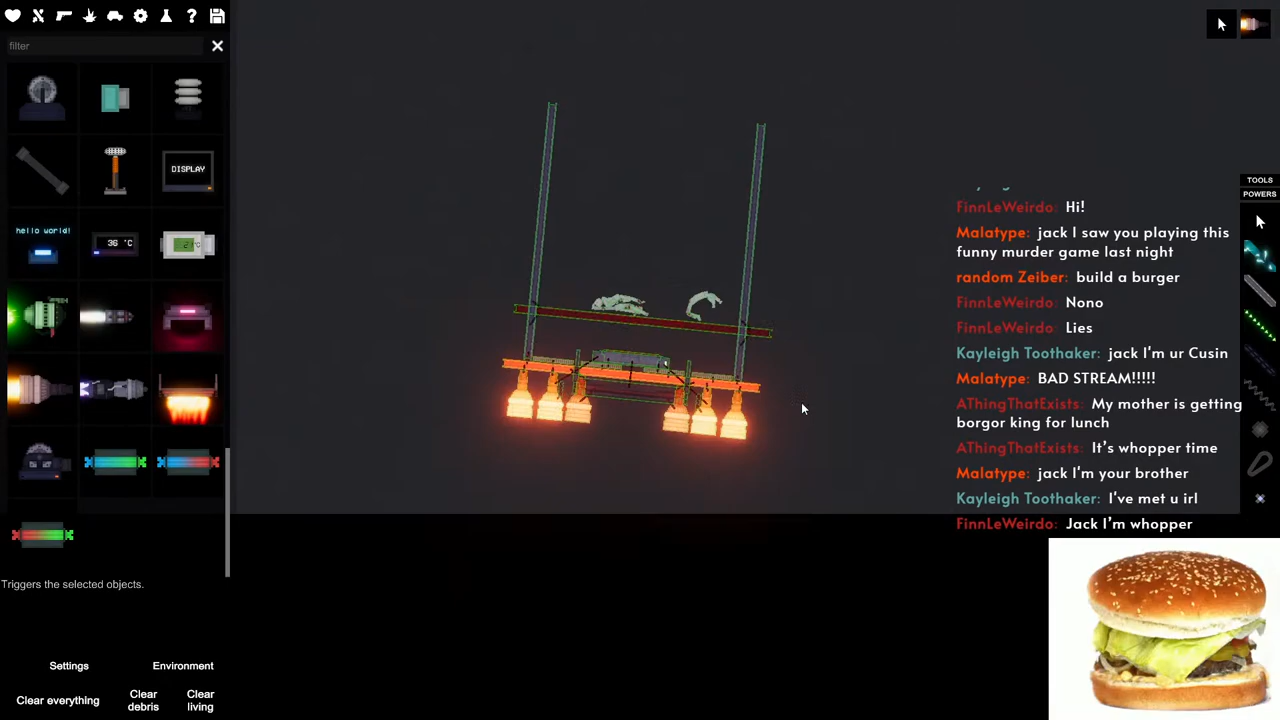 filter
DISPLAY
hello world!
36 °C
21°C
Triggers the selected objects.
Settings
Environment
Clear everything
Clear
debris
Clear
living
TOOLS
POWERS
FinnLeWeirdo: Hi!
Malatype: jack I saw you playing this
funny murder game last night
random Zeiber: build a burger
FinnLeWeirdo: Nono
FinnLeWeirdo: Lies
Kayleigh Toothaker: jack I'm ur Cusin
Malatype: BAD STREAM!!!!!
AThingThatExists: My mother is getting
borgor king for lunch
AThingThatExists: It's whopper time
Malatype: jack I'm your brother
Kayleigh Toothaker: I've met u irl
FinnLeWeirdo: Jack I'm whopper